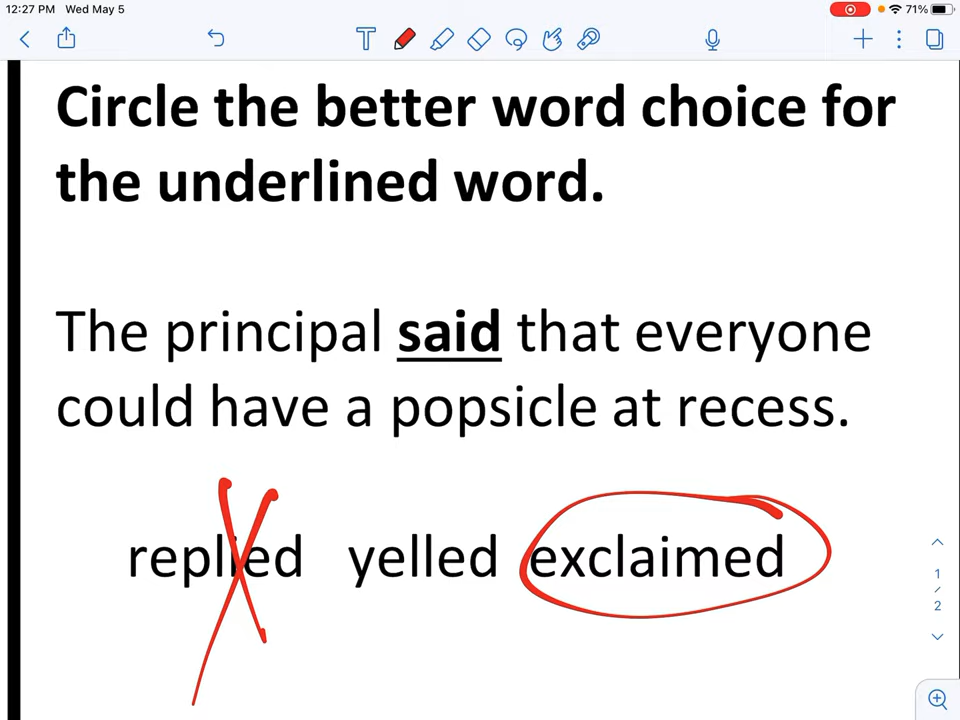 12:27 PM Wed May 5
71%
T
Circle the better word choice for
the underlined word.
The principal said that everyone
could have a popsicle at recess.
replied yelled exclaimed
1
/
2